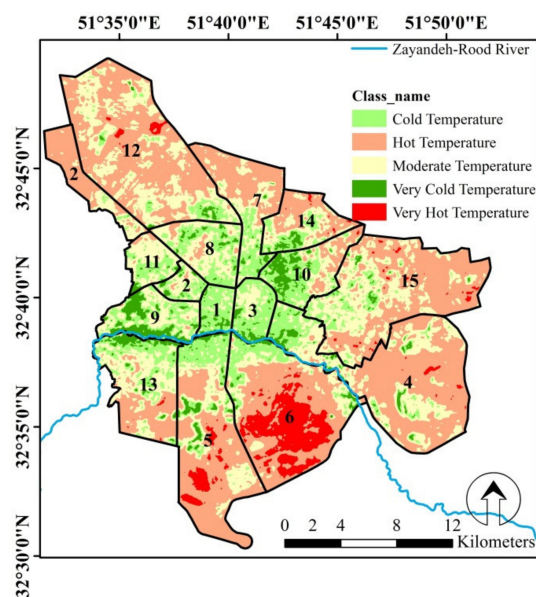 51°35'0"E 51°40'0"E 51°45'0"E 51°50'0"E
Zayandeh-Rood River
Class_name
Cold Temperature
Hot Temperature
Moderate Temperature
Very Cold Temperature
Very Hot Temperature
32°45'0"N
32°40'0"N
32°35'0"N
32°30'0"N
12
2
7
14
8
11
10
2
15
9
1
3
13
4
6
5
0 2 4 8 12
Kilometers